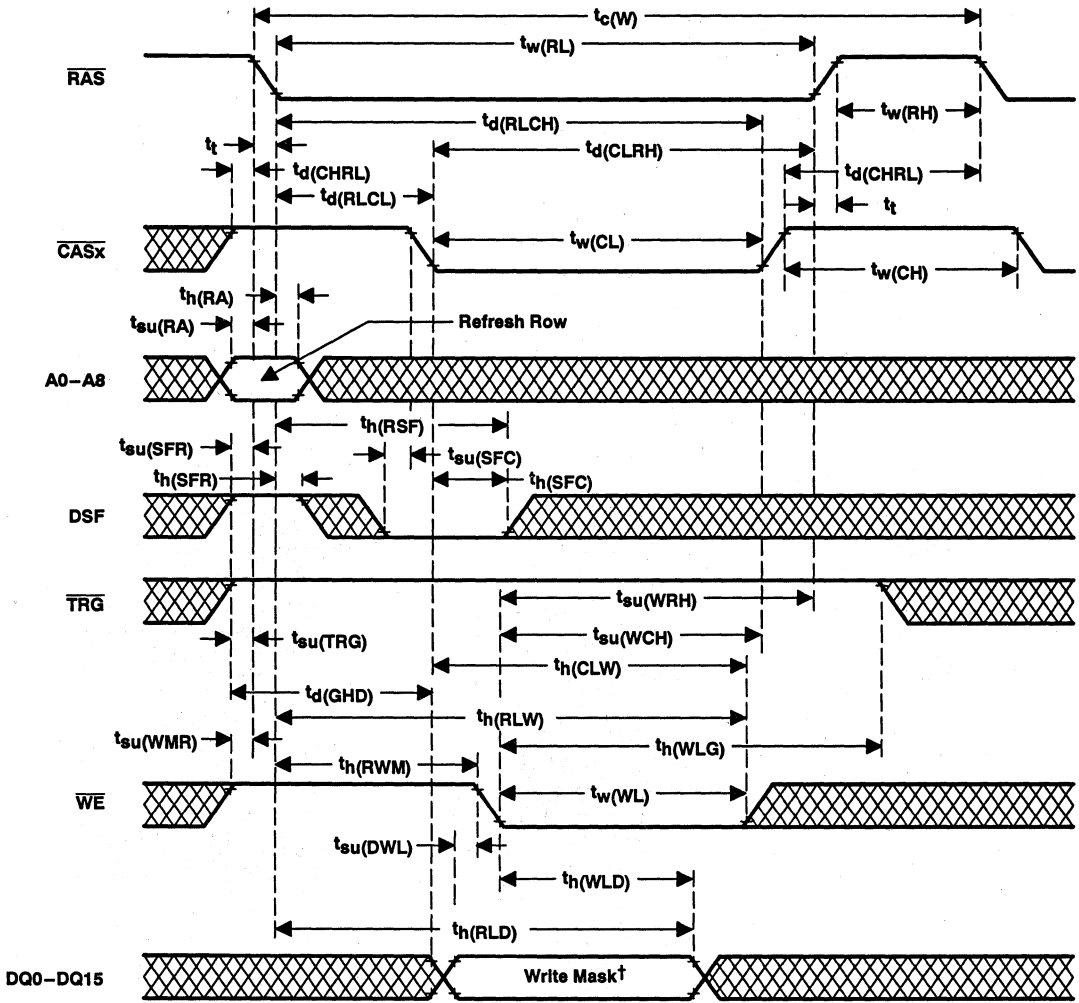 tc(W)
tw(RL)
RAS
tw(RH)
td(RLCH)
tt
td(CLRH)
td(CHRL)
td(CHRL)
td(RLCL)
tt
CASx
tw(CL)
tw(CH)
th(RA)
tsu(RA)
Refresh Row
A0–A8
th(RSF)
tsu(SFR)
tsu(SFC)
th(SFR)
th(SFC)
DSF
TRG
tsu(WRH)
tsu(TRG)
tsu(WCH)
th(CLW)
td(GHD)
th(RLW)
tsu(WMR)
th(WLG)
th(RWM)
WE
tw(WL)
tsu(DWL)
th(WLD)
th(RLD)
DQ0–DQ15
Write Mask†